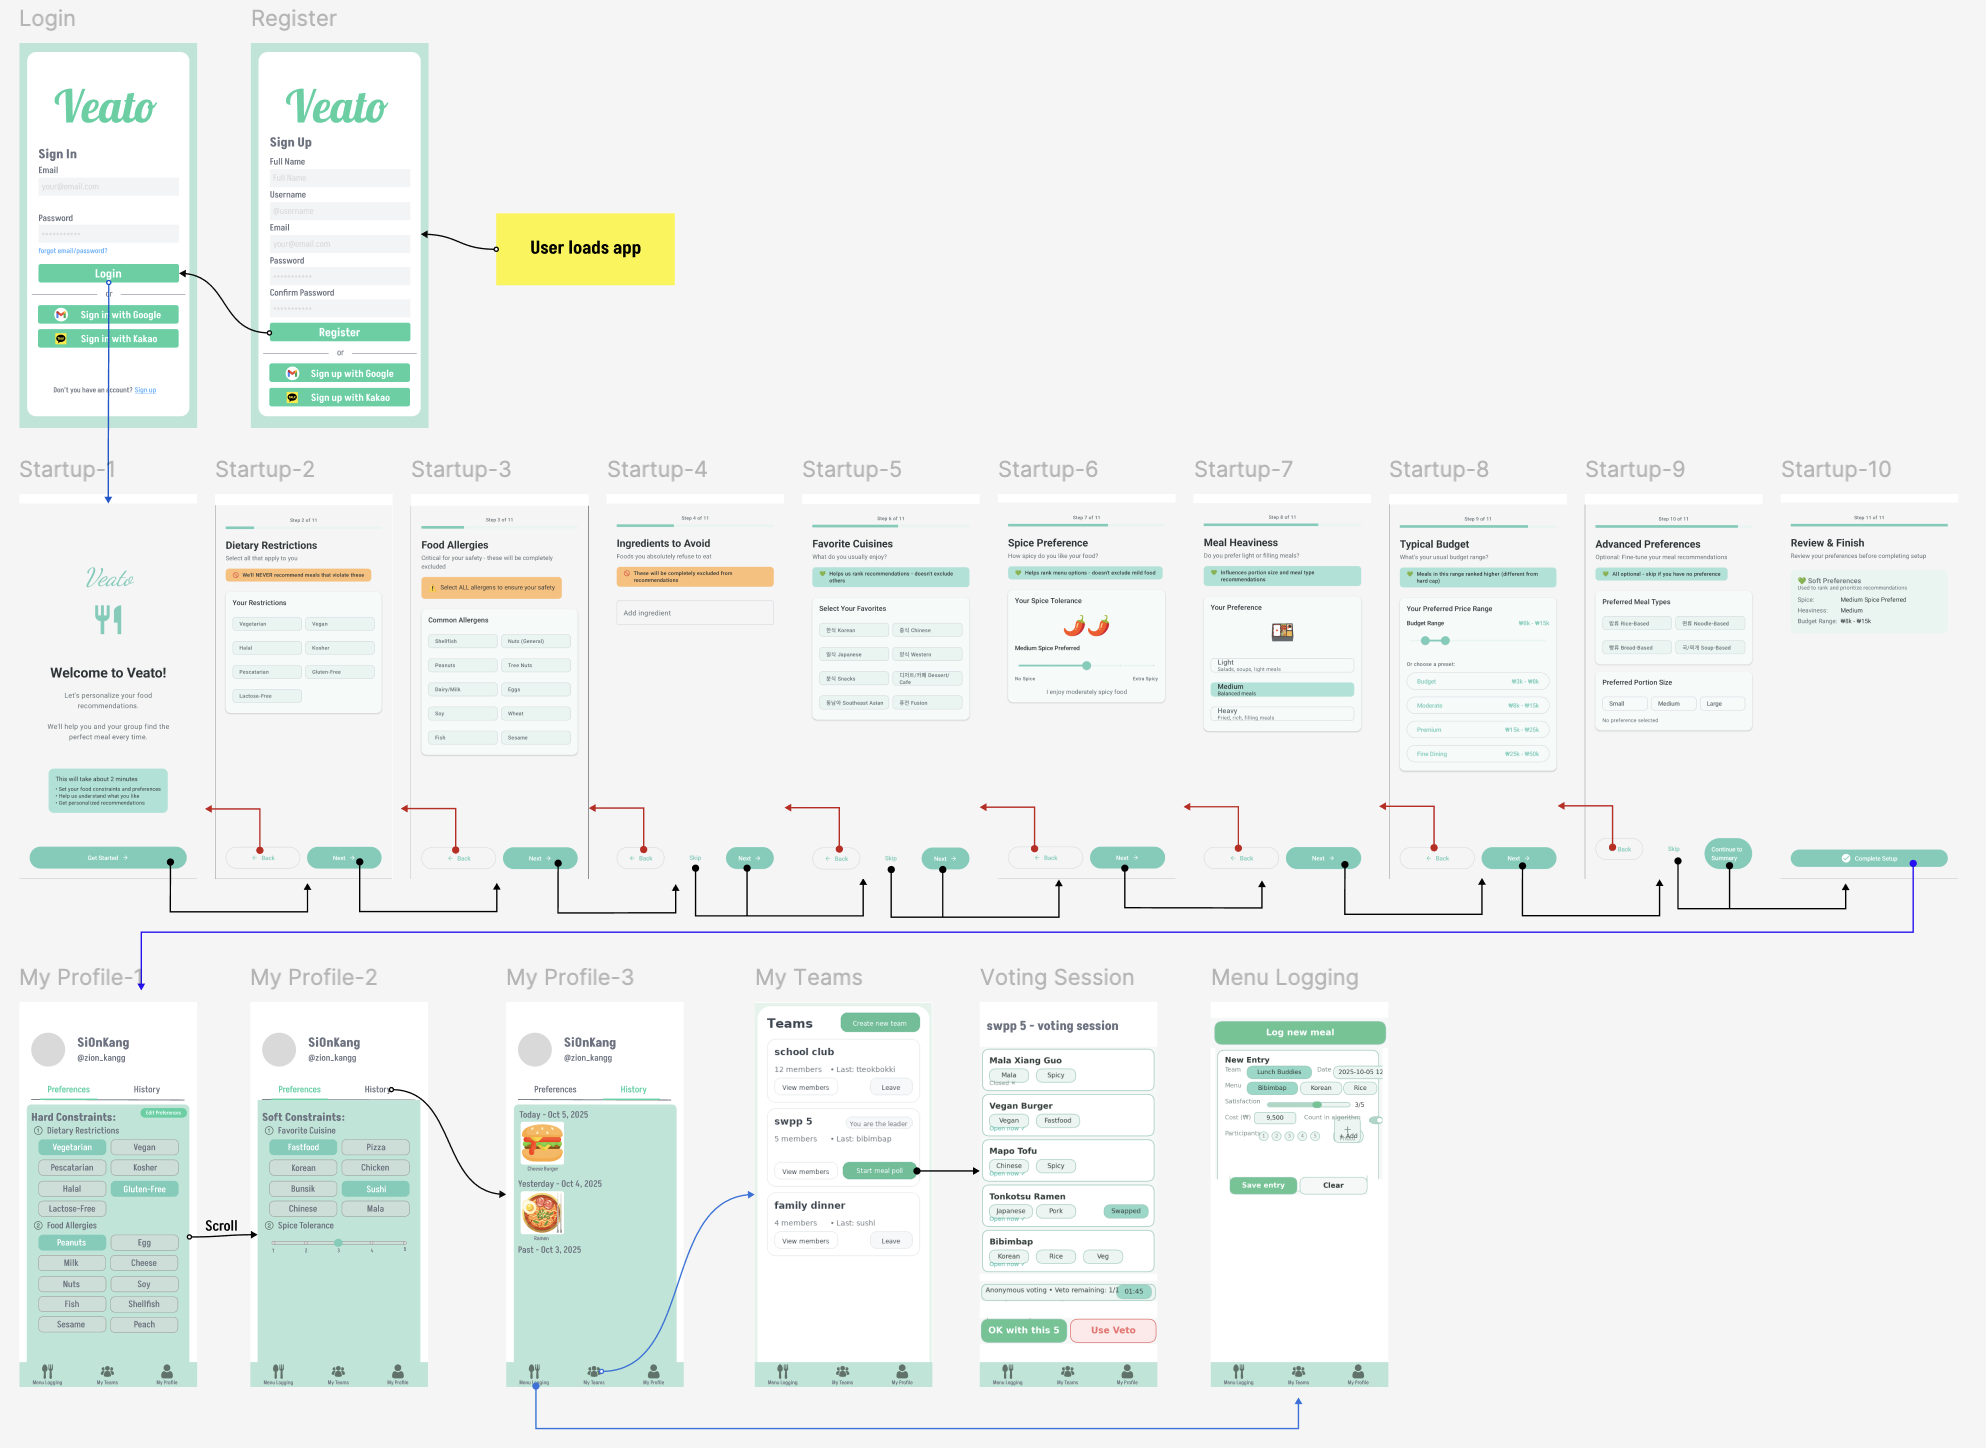 Login
Register
Veato
Sign In
Email
your@email.com
Password
forgot email/password?
Login
or
Sign in with Google
Sign in with Kakao
Don't you have an account? Sign up
Veato
Sign Up
Full Name
Full Name
Username
@username
Email
your@email.com
Password
Confirm Password
Register
or
Sign up with Google
Sign up with Kakao
User loads app
Startup-1
Startup-2
Startup-3
Startup-4
Startup-5
Startup-6
Startup-7
Startup-8
Startup-9
Startup-10
Veato
Welcome to Veato!
Let's personalize your food
recommendations.
We'll help you and your group find the
perfect meal every time.
This will take about 2 minutes
• Set your food constraints and preferences
• Help us understand what you like
• Get personalized recommendations
Get Started →
Step 2 of 11
Dietary Restrictions
Select all that apply to you
We'll NEVER recommend meals that violate these
Your Restrictions
Vegetarian
Vegan
Halal
Kosher
Pescatarian
Gluten-Free
Lactose-Free
← Back
Next →
Step 3 of 11
Food Allergies
Critical for your safety - these will be completely
excluded
Select ALL allergens to ensure your safety
Common Allergens
Shellfish
Nuts (General)
Peanuts
Tree Nuts
Dairy/Milk
Eggs
Soy
Wheat
Fish
Sesame
← Back
Next →
Step 4 of 11
Ingredients to Avoid
Foods you absolutely refuse to eat
These will be completely excluded from
recommendations
Add ingredient
← Back
Skip
Next →
Step 6 of 11
Favorite Cuisines
What do you usually enjoy?
Helps us rank recommendations - doesn't exclude
others
Select Your Favorites
한식 Korean
중식 Chinese
일식 Japanese
양식 Western
분식 Snacks
디저트/카페 Dessert/
Cafe
동남아 Southeast Asian
퓨전 Fusion
← Back
Skip
Next →
Step 7 of 11
Spice Preference
How spicy do you like your food?
Helps rank menu options - doesn't exclude mild food
Your Spice Tolerance
Medium Spice Preferred
No Spice
Extra Spicy
I enjoy moderately spicy food
← Back
Next →
Step 8 of 11
Meal Heaviness
Do you prefer light or filling meals?
Influences portion size and meal type
recommendations
Your Preference
Light
Salads, soups, light meals
Medium
Balanced meals
Heavy
Fried, rich, filling meals
← Back
Next →
Step 9 of 11
Typical Budget
What's your usual budget range?
Meals in this range ranked higher (different from
hard cap)
Your Preferred Price Range
Budget Range
₩8k - ₩15k
Or choose a preset:
Budget
₩3k - ₩8k
Moderate
₩8k - ₩15k
Premium
₩15k - ₩25k
Fine Dining
₩25k - ₩50k
← Back
Next →
Step 10 of 11
Advanced Preferences
Optional: Fine-tune your meal recommendations
All optional - skip if you have no preference
Preferred Meal Types
밥류 Rice-Based
면류 Noodle-Based
빵류 Bread-Based
국/찌개 Soup-Based
Preferred Portion Size
Small
Medium
Large
No preference selected
Back
Skip
Continue to
Summary
Step 11 of 11
Review & Finish
Review your preferences before completing setup
Soft Preferences
Used to rank and prioritize recommendations
Spice: Medium Spice Preferred
Heaviness: Medium
Budget Range: ₩8k - ₩15k
Complete Setup
My Profile-1
My Profile-2
My Profile-3
My Teams
Voting Session
Menu Logging
SiOnKang
@zion_kangg
Preferences
History
Hard Constraints:
Edit Preferences
1 Dietary Restrictions
Vegetarian
Vegan
Pescatarian
Kosher
Halal
Gluten-Free
Lactose-Free
2 Food Allergies
Peanuts
Egg
Milk
Cheese
Nuts
Soy
Fish
Shellfish
Sesame
Peach
Menu Logging
My Teams
My Profile
Scroll
SiOnKang
@zion_kangg
Preferences
History
Soft Constraints:
1 Favorite Cuisine
Fastfood
Pizza
Korean
Chicken
Bunsik
Sushi
Chinese
Mala
2 Spice Tolerance
1 2 3 4 5
Menu Logging
My Teams
My Profile
SiOnKang
@zion_kangg
Preferences
History
Today - Oct 5, 2025
Cheese Burger
Yesterday - Oct 4, 2025
Ramen
Past - Oct 3, 2025
Menu Logging
My Teams
My Profile
Teams
Create new team
school club
12 members • Last: tteokbokki
View members
Leave
swpp 5
You are the leader
5 members • Last: bibimbap
View members
Start meal poll
family dinner
4 members • Last: sushi
View members
Leave
Menu Logging
My Teams
My Profile
swpp 5 - voting session
Mala Xiang Guo
Mala
Spicy
Closed ×
Vegan Burger
Vegan
Fastfood
Open now ✓
Mapo Tofu
Chinese
Spicy
Open now ✓
Tonkotsu Ramen
Japanese
Pork
Swapped
Open now ✓
Bibimbap
Korean
Rice
Veg
Open now ✓
Anonymous voting • Veto remaining: 1/1
01:45
OK with this 5
Use Veto
Menu Logging
My Teams
My Profile
Log new meal
New Entry
Team
Lunch Buddies
Date
2025-10-05 12
Menu
Bibimbap
Korean
Rice
Satisfaction
3/5
Cost (₩)
9,500
Count in algorithm
Participants
1 2 3 4 5
+ Add
Save entry
Clear
Menu Logging
My Teams
My Profile